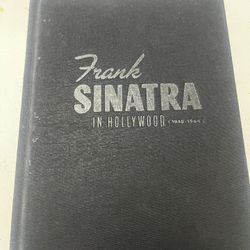 Frank
SINATRA
IN HOLLYWOOD (1940-1964)